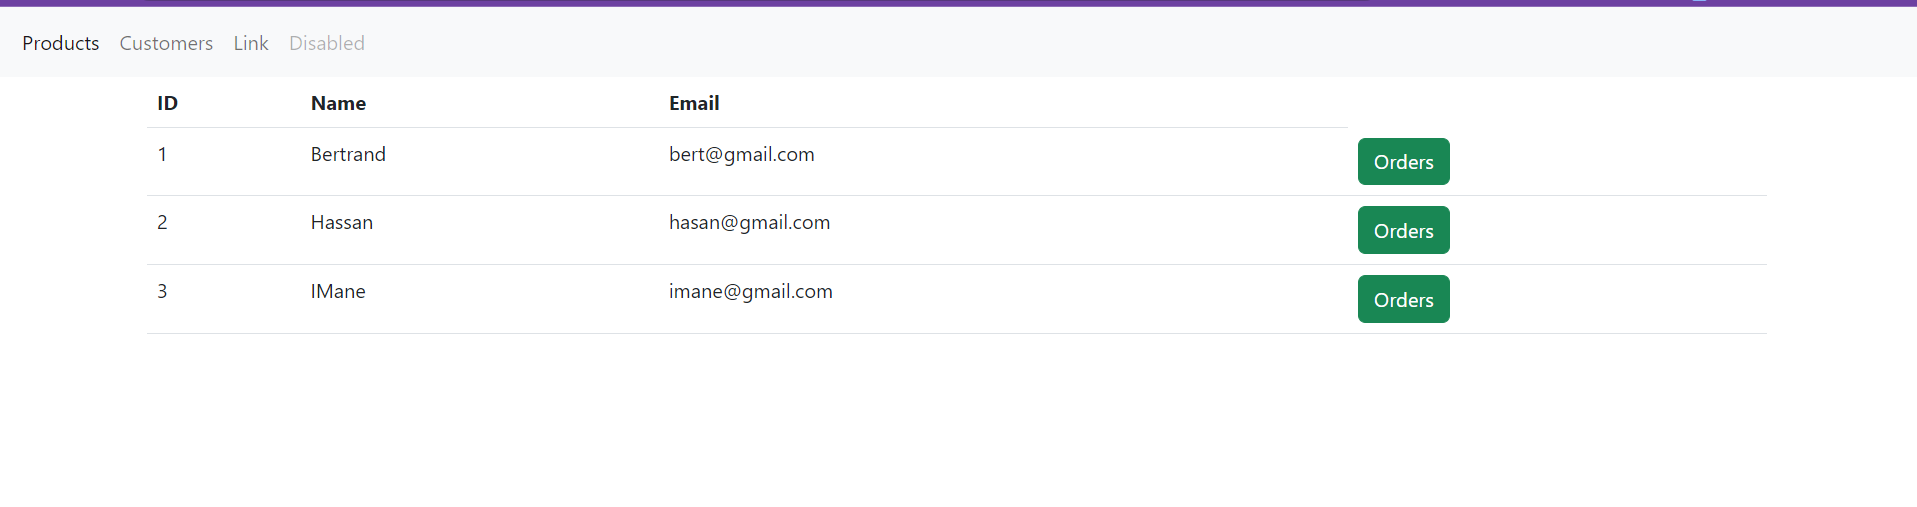 Products Customers Link Disabled
ID Name Email
1 Bertrand bert@gmail.com Orders
2 Hassan hasan@gmail.com Orders
3 IMane imane@gmail.com Orders